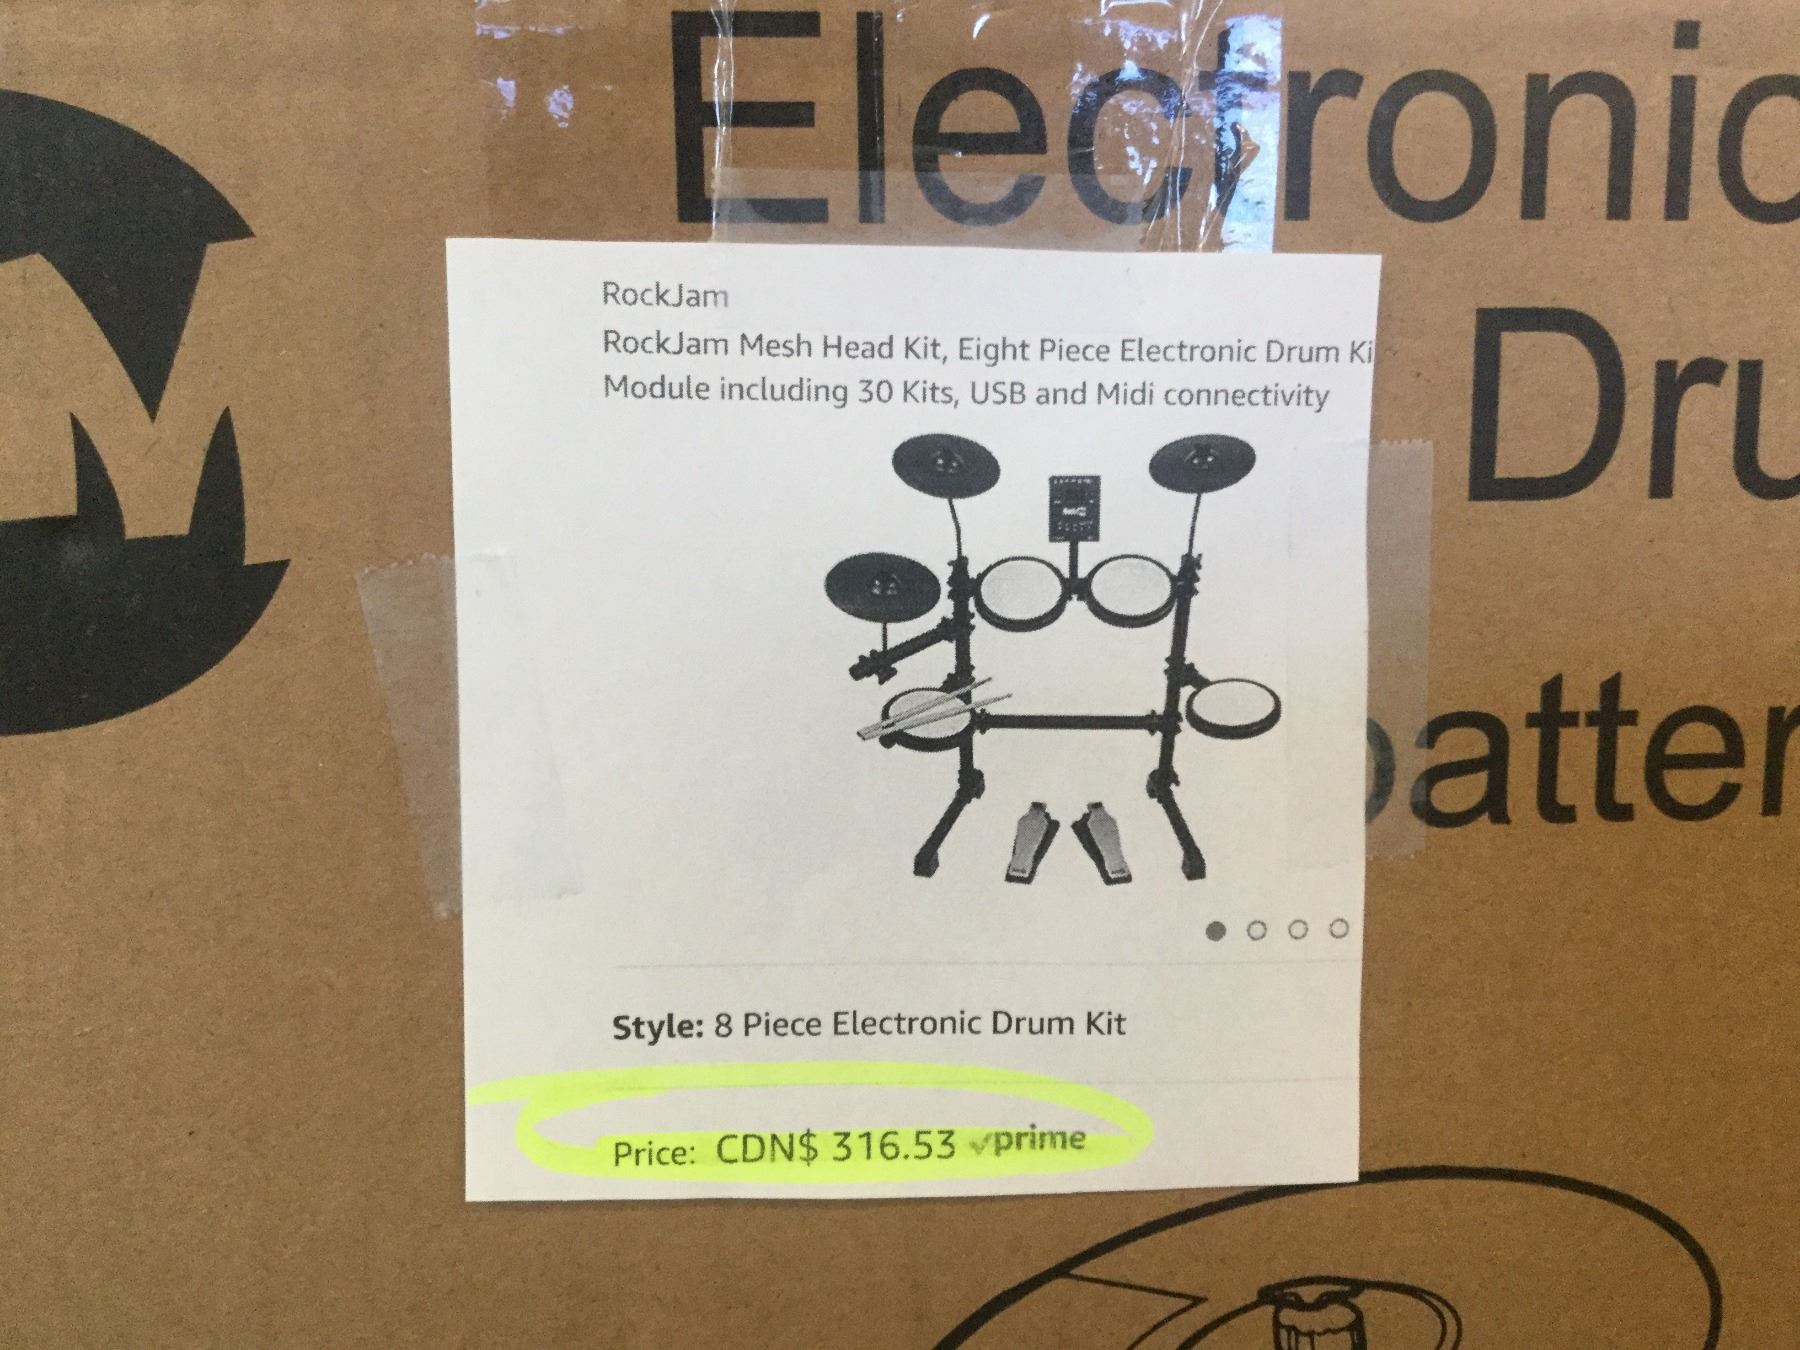 Electronic
Dru
batter
RockJam
RockJam Mesh Head Kit, Eight Piece Electronic Drum Ki
Module including 30 Kits, USB and Midi connectivity
Style: 8 Piece Electronic Drum Kit
Price: CDN$ 316.53 ✓prime